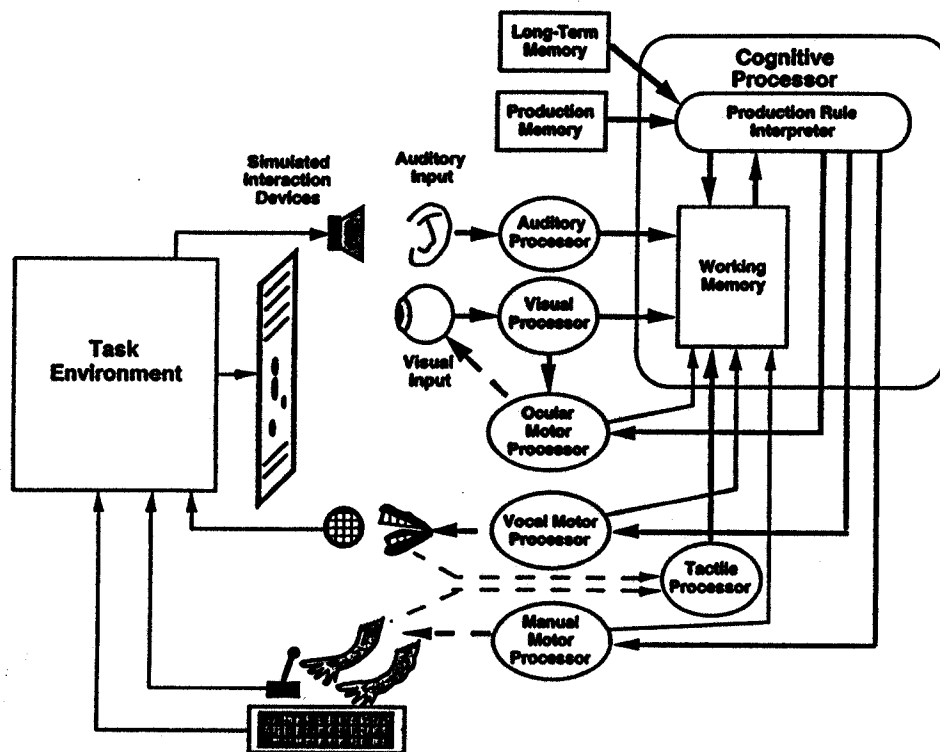 Long-Term
Memory
Cognitive
Processor
Production
Memory
Production Rule
Interpreter
Simulated
Interaction
Devices
Auditory
Input
Auditory
Processor
Working
Memory
Visual
Processor
Task
Environment
Visual
Input
Ocular
Motor
Processor
Vocal Motor
Processor
Tactile
Processor
Manual
Motor
Processor